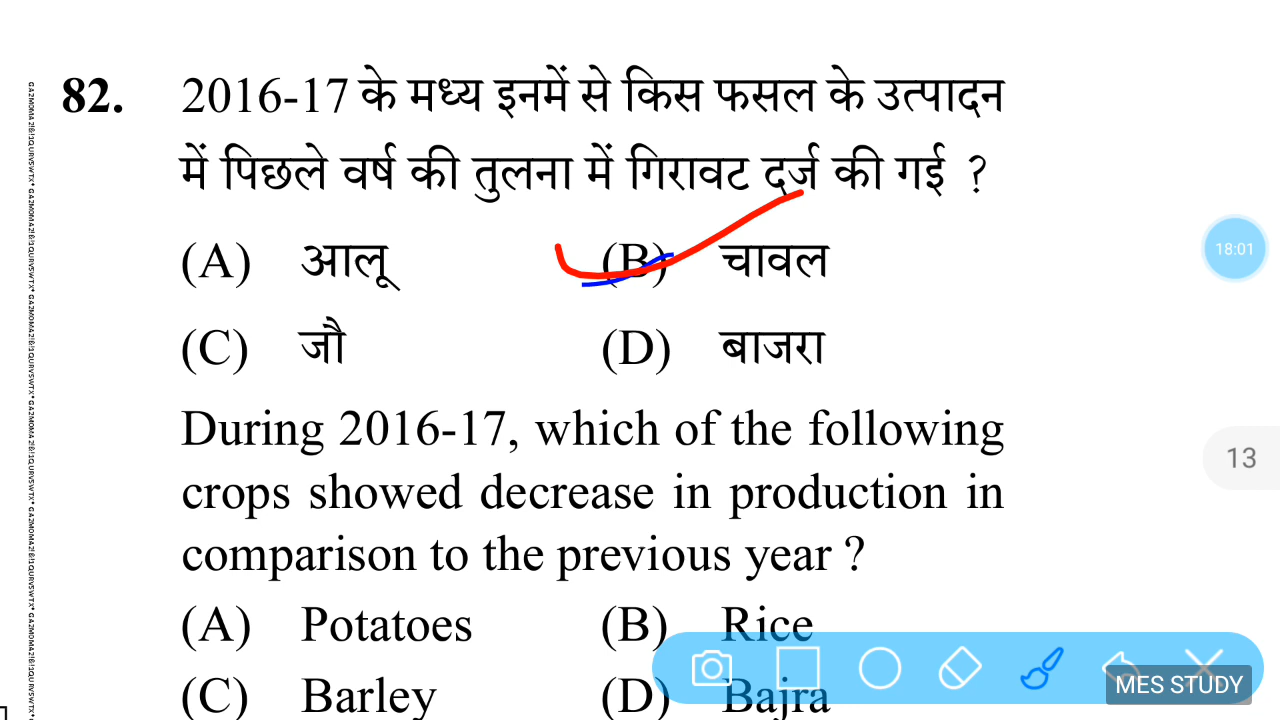 82. 2016-17 के मध्य इनमें से किस फसल के उत्पादन
में पिछले वर्ष की तुलना में गिरावट दर्ज की गई ?
(A) आलू (B) चावल
(C) जौ (D) बाजरा
During 2016-17, which of the following
crops showed decrease in production in
comparison to the previous year ?
(A) Potatoes (B) Rice
(C) Barley (D) Bajra
18:01
13
MES STUDY